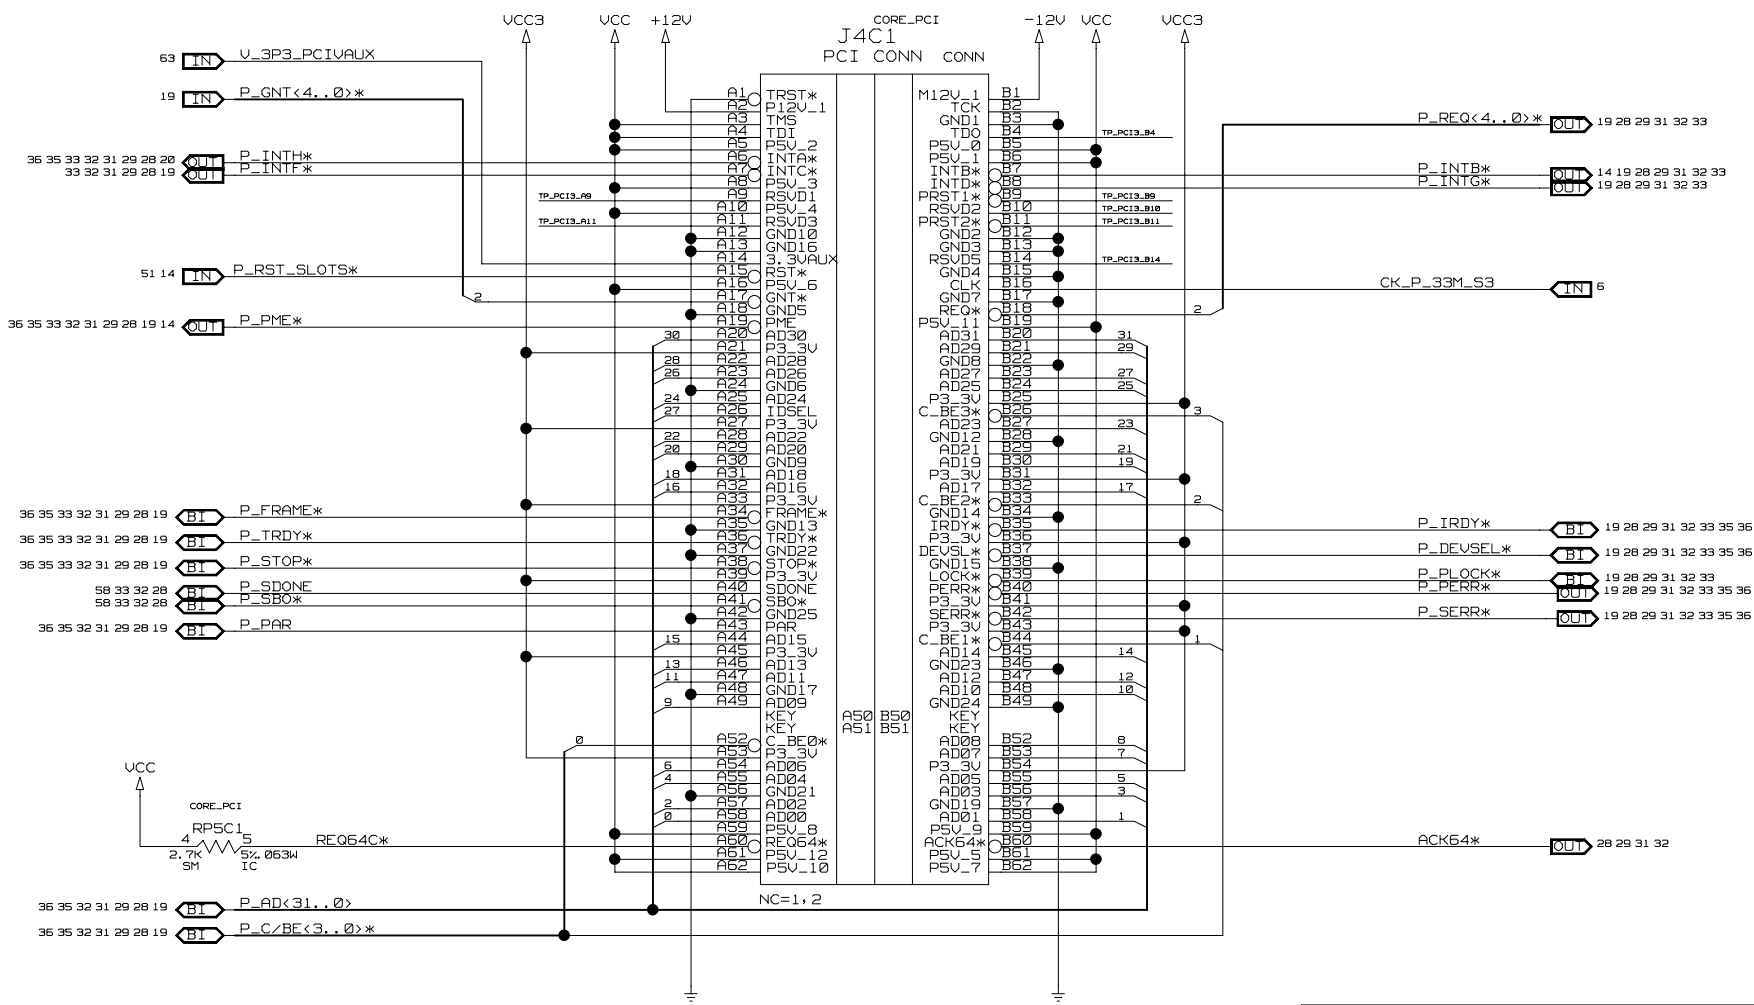 VCC3 VCC +12V CORE_PCI -12V VCC VCC3
J4C1
PCI CONN CONN
63 IN V_3P3_PCIVAUX
19 IN P_GNT<4..0>*
A1 TRST* M12V_1 B1
A2 P12V_1 TCK B2
A3 TMS GND1 B3
P_REQ(4..0)* OUT 19 28 29 31 32 33
A4 TDI TDO B4 TP_PCI3_B4
A5 P5V_2 P5V_0 B5
36 35 33 32 31 29 28 20 OUT P_INTH* A6 INTA* P5V_1 B6
33 32 31 29 28 19 OUT P_INTF* A7 INTC* INTB* B7 P_INTB* OUT 14 19 28 29 31 32 33
A8 P5V_3 INTD* B8 P_INTG* OUT 19 28 29 31 32 33
TP_PCI3_A9 A9 RSVD1 PRST1* B9 TP_PCI3_B9
A10 P5V_4 RSVD2 B10 TP_PCI3_B10
TP_PCI3_A11 A11 RSVD3 PRST2* B11 TP_PCI3_B11
A12 GND10 GND2 B12
A13 GND16 GND3 B13
A14 3.3VAUX RSVD5 B14 TP_PCI3_B14
51 14 IN P_RST_SLOTS* A15 RST* GND4 B15
A16 P5V_6 CLK B16 CK_P_33M_S3 IN 6
2 A17 GNT* GND7 B17
A18 GND5 REQ* B18 2
36 35 33 32 31 29 28 19 14 OUT P_PME* A19 PME P5V_11 B19
30 A20 AD30 AD31 B20 31
A21 P3_3V AD29 B21 29
28 A22 AD28 GND8 B22
26 A23 AD26 AD27 B23 27
A24 GND6 AD25 B24 25
24 A25 AD24 P3_3V B25
27 A26 IDSEL C_BE3* B26 3
A27 P3_3V AD23 B27 23
22 A28 AD22 GND12 B28
20 A29 AD20 AD21 B29 21
A30 GND9 AD19 B30 19
18 A31 AD18 P3_3V B31
16 A32 AD16 AD17 B32 17
A33 P3_3V C_BE2* B33 2
36 35 33 32 31 29 28 19 BI P_FRAME* A34 FRAME* GND14 B34
A35 GND13 IRDY* B35 P_IRDY* BI 19 28 29 31 32 33 35 36
36 35 33 32 31 29 28 19 BI P_TRDY* A36 TRDY* P3_3V B36
A37 GND22 DEVSL* B37 P_DEVSEL* BI 19 28 29 31 32 33 35 36
36 35 33 32 31 29 28 19 BI P_STOP* A38 STOP* GND15 B38
A39 P3_3V LOCK* B39 P_PLOCK* BI 19 28 29 31 32 33
58 33 32 28 BI P_SDONE A40 SDONE PERR* B40 P_PERR* OUT 19 28 29 31 32 33 35 36
58 33 32 28 BI P_SBO* A41 SBO* P3_3V B41
A42 GND25 SERR* B42 P_SERR* OUT 19 28 29 31 32 33 35 36
36 35 32 31 29 28 19 BI P_PAR A43 PAR P3_3V B43
15 A44 AD15 C_BE1* B44 1
A45 P3_3V AD14 B45 14
13 A46 AD13 GND23 B46
11 A47 AD11 AD12 B47 12
A48 GND17 AD10 B48 10
9 A49 AD09 GND24 B49
KEY A50 B50 KEY
KEY A51 B51 KEY
0 A52 C_BE0* AD08 B52 8
A53 P3_3V AD07 B53 7
6 A54 AD06 P3_3V B54
VCC
4 A55 AD04 AD05 B55 5
A56 GND21 AD03 B56 3
2 A57 AD02 GND19 B57
CORE_PCI
0 A58 AD00 AD01 B58 1
A59 P5V_8 P5V_9 B59
RP5C1
4 5 REQ64C* A60 REQ64* ACK64* B60 ACK64* OUT 28 29 31 32
2.7K 5%.063W A61 P5V_12 P5V_5 B61
SM IC A62 P5V_10 P5V_7 B62
NC=1,2
36 35 32 31 29 28 19 BI P_AD<31..0>
36 35 32 31 29 28 19 BI P_C/BE<3..0>*